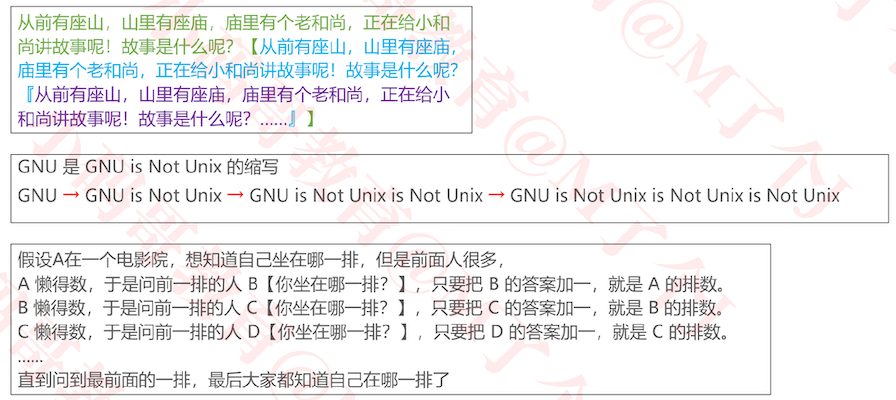 从前有座山，山里有座庙，庙里有个老和尚，正在给小和
尚讲故事呢！故事是什么呢？【从前有座山，山里有座庙，
庙里有个老和尚，正在给小和尚讲故事呢！故事是什么呢？
『从前有座山，山里有座庙，庙里有个老和尚，正在给小
和尚讲故事呢！故事是什么呢？……』】
GNU 是 GNU is Not Unix 的缩写
GNU → GNU is Not Unix → GNU is Not Unix is Not Unix → GNU is Not Unix is Not Unix is Not Unix
假设A在一个电影院，想知道自己坐在哪一排，但是前面人很多，
A 懒得数，于是问前一排的人 B【你坐在哪一排？】，只要把 B 的答案加一，就是 A 的排数。
B 懒得数，于是问前一排的人 C【你坐在哪一排？】，只要把 C 的答案加一，就是 B 的排数。
C 懒得数，于是问前一排的人 D【你坐在哪一排？】，只要把 D 的答案加一，就是 C 的排数。
……
直到问到最前面的一排，最后大家都知道自己在哪一排了